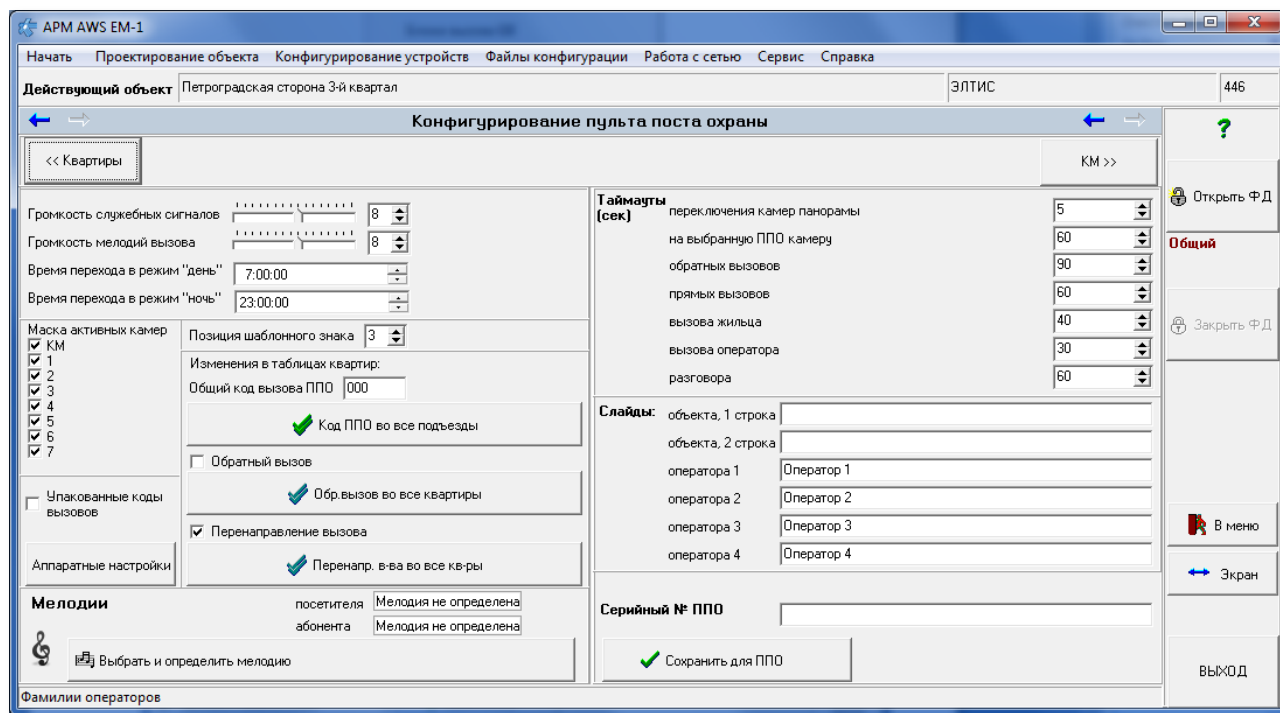 АРМ AWS EM-1
Начать Проектирование объекта Конфигурирование устройств Файлы конфигурации Работа с сетью Сервис Справка
Действующий объект Петроградская сторона 3-й квартал ЭЛТИС 446
Конфигурирование пульта поста охраны
?
<< Квартиры
КМ >>
Открыть ФД
Общий
Закрыть ФД
В меню
Экран
ВЫХОД
Громкость служебных сигналов 8
Громкость мелодий вызова 8
Время перехода в режим "день" 7:00:00
Время перехода в режим "ночь" 23:00:00
Маска активных камер
КМ
1
2
3
4
5
6
7
Упакованные коды
вызовов
Аппаратные настройки
Позиция шаблонного знака 3
Изменения в таблицах квартир:
Общий код вызова ППО 000
Код ППО во все подъезды
Обратный вызов
Обр.вызов во все квартиры
Перенаправление вызова
Перенапр. в-ва во все кв-ры
Мелодии
посетителя Мелодия не определена
абонента Мелодия не определена
Выбрать и определить мелодию
Таймауты
(сек)
переключения камер панорамы 5
на выбранную ППО камеру 60
обратных вызовов 90
прямых вызовов 60
вызова жильца 40
вызова оператора 30
разговора 60
Слайды: объекта, 1 строка
объекта, 2 строка
оператора 1 Оператор 1
оператора 2 Оператор 2
оператора 3 Оператор 3
оператора 4 Оператор 4
Серийный № ППО
Сохранить для ППО
Фамилии операторов